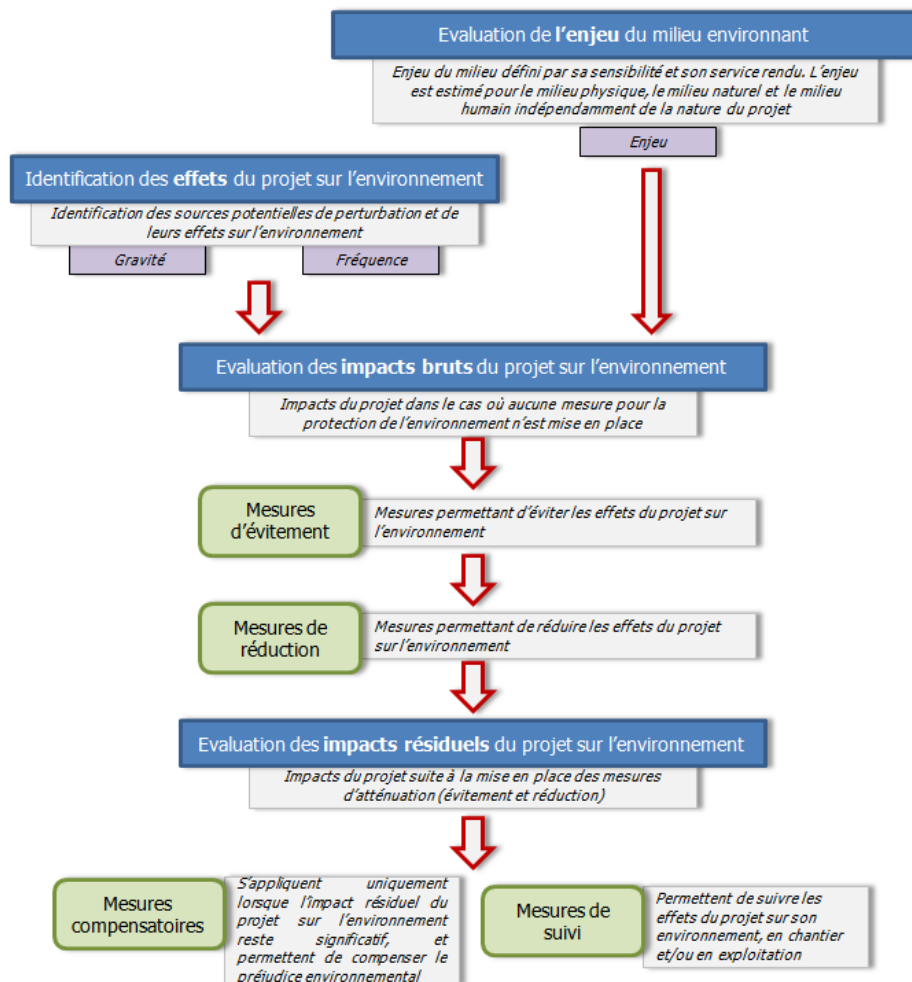 Evaluation de l'enjeu du milieu environnant
Enjeu du milieu défini par sa sensibilité et son service rendu. L'enjeu
est estimé pour le milieu physique, le milieu naturel et le milieu
humain indépendamment de la nature du projet
Enjeu
Identification des effets du projet sur l'environnement
Identification des sources potentielles de perturbation et de
leurs effets sur l'environnement
Gravité
Fréquence
Evaluation des impacts bruts du projet sur l'environnement
Impacts du projet dans le cas où aucune mesure pour la
protection de l'environnement n'est mise en place
Mesures
d'évitement
Mesures permettant d'éviter les effets du projet sur
l'environnement
Mesures de
réduction
Mesures permettant de réduire les effets du projet
sur l'environnement
Evaluation des impacts résiduels du projet sur l'environnement
Impacts du projet suite à la mise en place des mesures
d'atténuation (évitement et réduction)
Mesures
compensatoires
S'appliquent uniquement
lorsque l'impact résiduel du
projet sur l'environnement
reste significatif, et
permettent de compenser le
préjudice environnemental
Mesures de
suivi
Permettent de suivre les
effets du projet sur son
environnement, en chantier
et/ou en exploitation